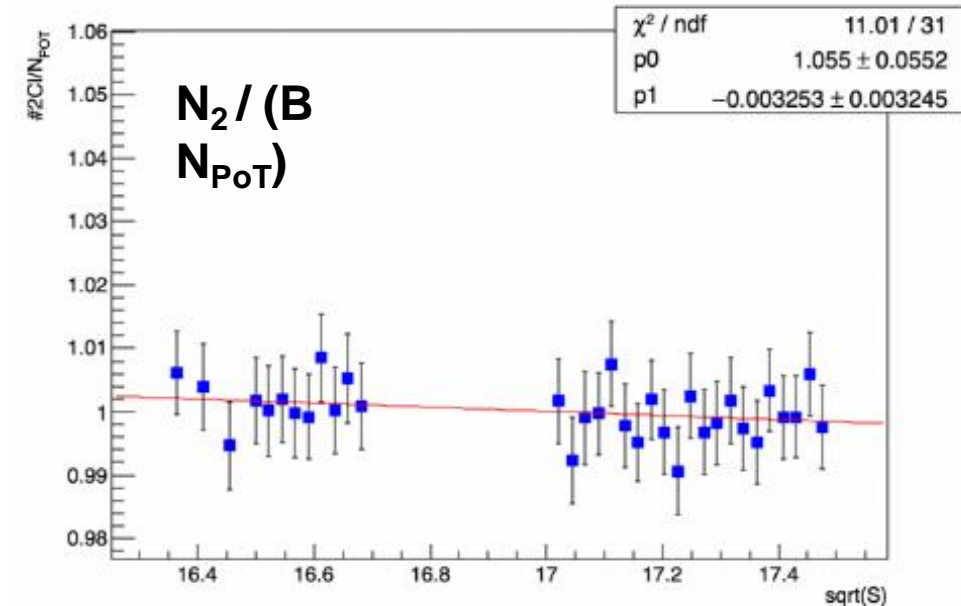 χ² / ndf 11.01 / 31
p0 1.055 ± 0.0552
p1 −0.003253 ± 0.003245
N₂ / (B
N_PoT)
#2Cl/N_POT
1.06
1.05
1.04
1.03
1.02
1.01
1
0.99
0.98
16.4 16.6 16.8 17 17.2 17.4
sqrt(S)